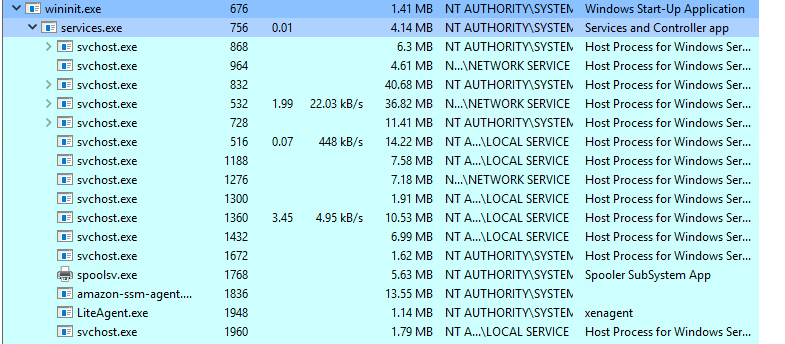 wininit.exe 676 1.41 MB NT AUTHORITY\SYSTEM Windows Start-Up Application
services.exe 756 0.01 4.14 MB NT AUTHORITY\SYSTEM Services and Controller app
svchost.exe 868 6.3 MB NT AUTHORITY\SYSTEM Host Process for Windows Ser...
svchost.exe 964 4.61 MB N...\NETWORK SERVICE Host Process for Windows Ser...
svchost.exe 832 40.68 MB NT AUTHORITY\SYSTEM Host Process for Windows Ser...
svchost.exe 532 1.99 22.03 kB/s 36.82 MB N...\NETWORK SERVICE Host Process for Windows Ser...
svchost.exe 728 11.41 MB NT AUTHORITY\SYSTEM Host Process for Windows Ser...
svchost.exe 516 0.07 448 kB/s 14.22 MB NT A...\LOCAL SERVICE Host Process for Windows Ser...
svchost.exe 1188 7.58 MB NT A...\LOCAL SERVICE Host Process for Windows Ser...
svchost.exe 1276 7.18 MB N...\NETWORK SERVICE Host Process for Windows Ser...
svchost.exe 1300 1.91 MB NT A...\LOCAL SERVICE Host Process for Windows Ser...
svchost.exe 1360 3.45 4.95 kB/s 10.53 MB NT A...\LOCAL SERVICE Host Process for Windows Ser...
svchost.exe 1432 6.99 MB NT A...\LOCAL SERVICE Host Process for Windows Ser...
svchost.exe 1672 1.62 MB NT AUTHORITY\SYSTEM Host Process for Windows Ser...
spoolsv.exe 1768 5.63 MB NT AUTHORITY\SYSTEM Spooler SubSystem App
amazon-ssm-agent.... 1836 13.55 MB NT AUTHORITY\SYSTEM
LiteAgent.exe 1948 1.14 MB NT AUTHORITY\SYSTEM xenagent
svchost.exe 1960 1.79 MB NT A...\LOCAL SERVICE Host Process for Windows Ser...